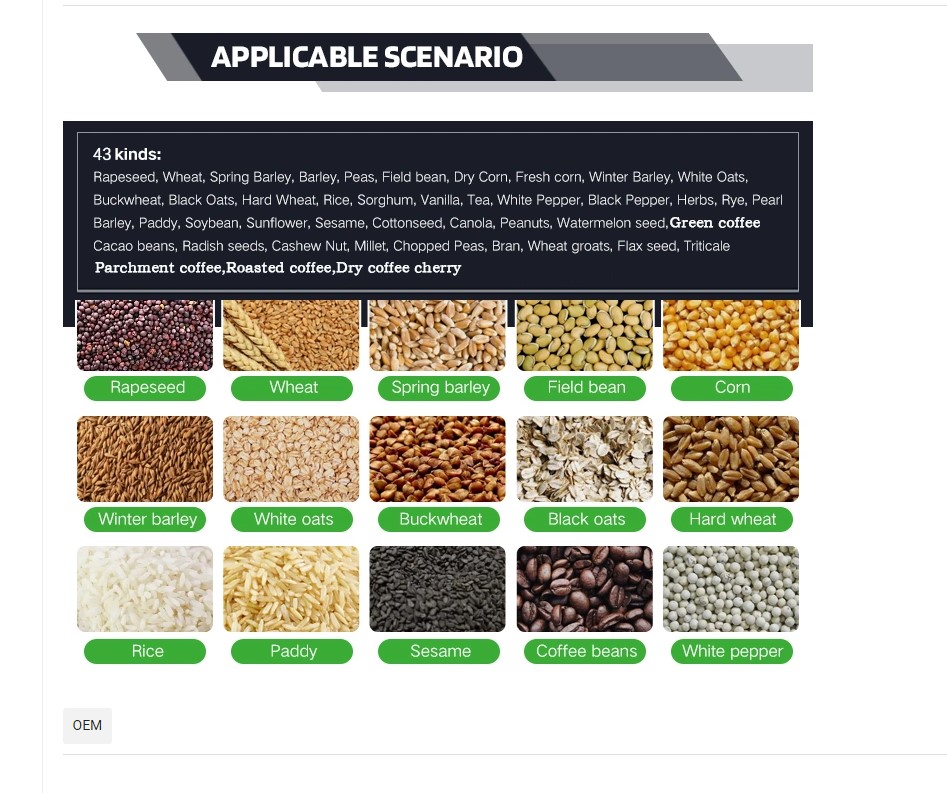 APPLICABLE SCENARIO
43 kinds:
Rapeseed, Wheat, Spring Barley, Barley, Peas, Field bean, Dry Corn, Fresh corn, Winter Barley, White Oats,
Buckwheat, Black Oats, Hard Wheat, Rice, Sorghum, Vanilla, Tea, White Pepper, Black Pepper, Herbs, Rye, Pearl
Barley, Paddy, Soybean, Sunflower, Sesame, Cottonseed, Canola, Peanuts, Watermelon seed,Green coffee
Cacao beans, Radish seeds, Cashew Nut, Millet, Chopped Peas, Bran, Wheat groats, Flax seed, Triticale
Parchment coffee,Roasted coffee,Dry coffee cherry
Rapeseed Wheat Spring barley Field bean Corn
Winter barley White oats Buckwheat Black oats Hard wheat
Rice Paddy Sesame Coffee beans White pepper
OEM